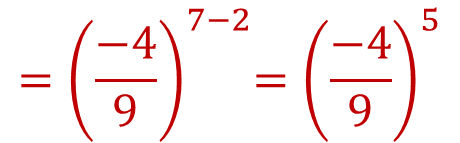 = (−4/9)^{7−2} = (−4/9)^5